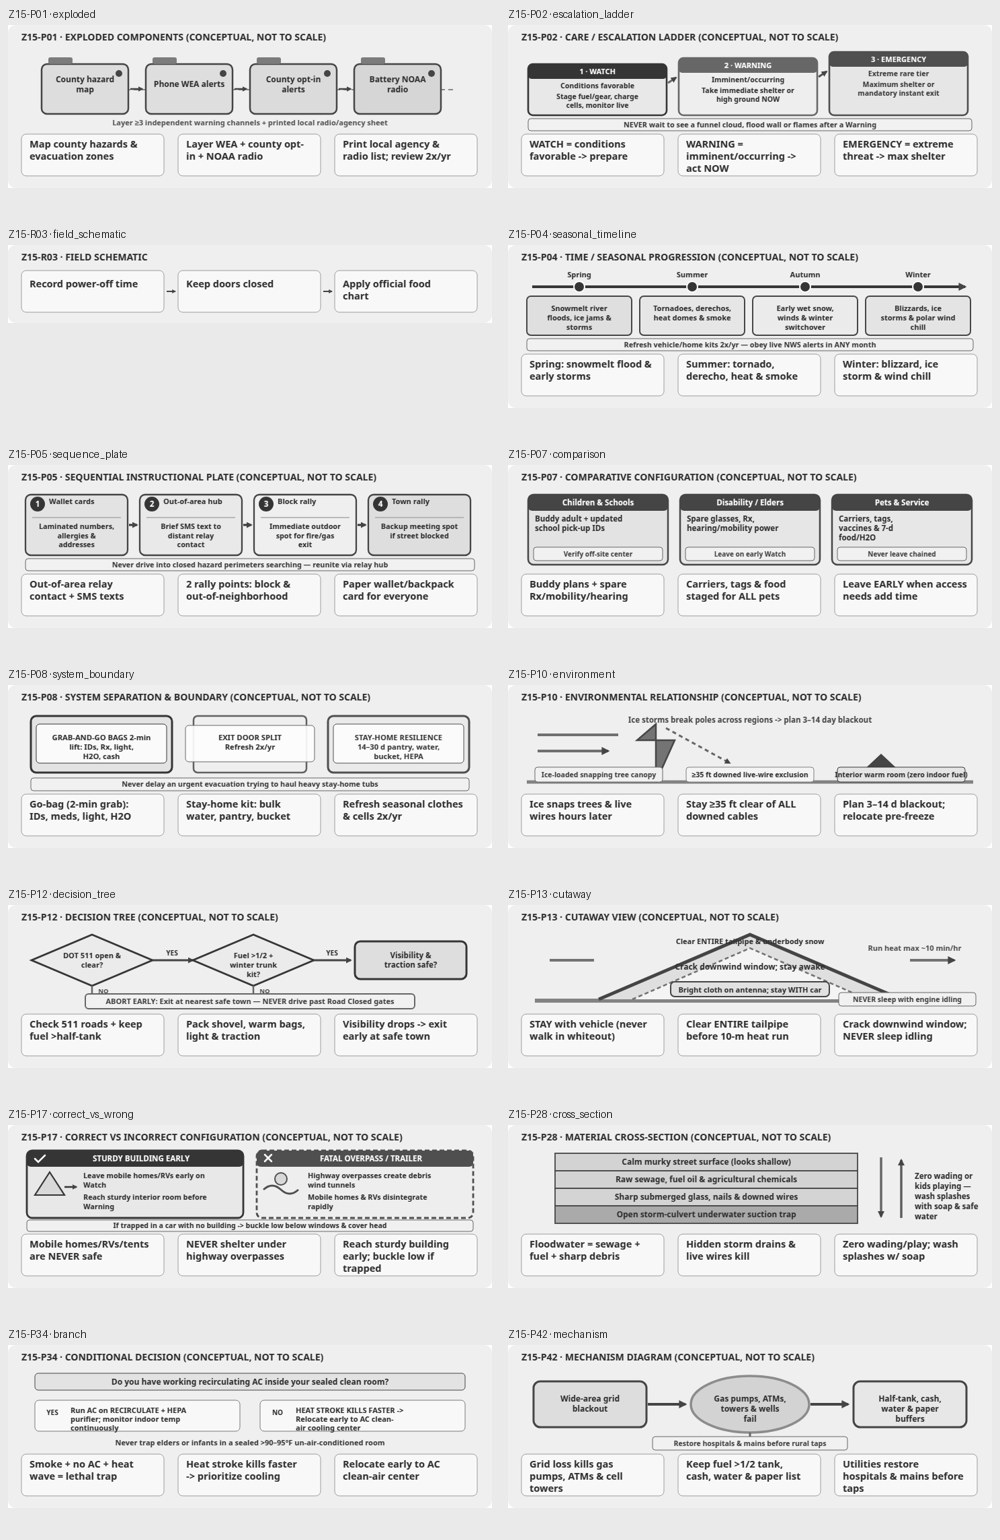 Z15-P01 · exploded
Z15-P01 · EXPLODED COMPONENTS (CONCEPTUAL, NOT TO SCALE)
County hazard
map
Phone WEA alerts
County opt-in
alerts
Battery NOAA
radio
Layer ≥3 independent warning channels + printed local radio/agency sheet
Map county hazards &
evacuation zones
Layer WEA + county opt-
in + NOAA radio
Print local agency &
radio list; review 2x/yr
Z15-P02 · escalation_ladder
Z15-P02 · CARE / ESCALATION LADDER (CONCEPTUAL, NOT TO SCALE)
1 · WATCH
Conditions favorable
Stage fuel/gear, charge
cells, monitor live
2 · WARNING
Imminent/occurring
Take immediate shelter or
high ground NOW
3 · EMERGENCY
Extreme rare tier
Maximum shelter or
mandatory instant exit
NEVER wait to see a funnel cloud, flood wall or flames after a Warning
WATCH = conditions
favorable -> prepare
WARNING =
imminent/occurring ->
act NOW
EMERGENCY = extreme
threat -> max shelter
Z15-R03 · field_schematic
Z15-R03 · FIELD SCHEMATIC
Record power-off time
Keep doors closed
Apply official food
chart
Z15-P04 · seasonal_timeline
Z15-P04 · TIME / SEASONAL PROGRESSION (CONCEPTUAL, NOT TO SCALE)
Spring
Summer
Autumn
Winter
Snowmelt river
floods, ice jams &
storms
Tornadoes, derechos,
heat domes & smoke
Early wet snow,
winds & winter
switchover
Blizzards, ice
storms & polar wind
chill
Refresh vehicle/home kits 2x/yr — obey live NWS alerts in ANY month
Spring: snowmelt flood &
early storms
Summer: tornado,
derecho, heat & smoke
Winter: blizzard, ice
storm & wind chill
Z15-P05 · sequence_plate
Z15-P05 · SEQUENTIAL INSTRUCTIONAL PLATE (CONCEPTUAL, NOT TO SCALE)
1 Wallet cards
Laminated numbers,
allergies &
addresses
2 Out-of-area hub
Brief SMS text to
distant relay
contact
3 Block rally
Immediate outdoor
spot for fire/gas
exit
4 Town rally
Backup meeting spot
if street blocked
Never drive into closed hazard perimeters searching — reunite via relay hub
Out-of-area relay
contact + SMS texts
2 rally points: block &
out-of-neighborhood
Paper wallet/backpack
card for everyone
Z15-P07 · comparison
Z15-P07 · COMPARATIVE CONFIGURATION (CONCEPTUAL, NOT TO SCALE)
Children & Schools
Buddy adult + updated
school pick-up IDs
Verify off-site center
Disability / Elders
Spare glasses, Rx,
hearing/mobility power
Leave on early Watch
Pets & Service
Carriers, tags,
vaccines & 7-d
food/H2O
Never leave chained
Buddy plans + spare
Rx/mobility/hearing
Carriers, tags & food
staged for ALL pets
Leave EARLY when access
needs add time
Z15-P08 · system_boundary
Z15-P08 · SYSTEM SEPARATION & BOUNDARY (CONCEPTUAL, NOT TO SCALE)
GRAB-AND-GO BAGS 2-min
lift: IDs, Rx, light,
H2O, cash
EXIT DOOR SPLIT
Refresh 2x/yr
STAY-HOME RESILIENCE
14–30 d pantry, water,
bucket, HEPA
Never delay an urgent evacuation trying to haul heavy stay-home tubs
Go-bag (2-min grab):
IDs, meds, light, H2O
Stay-home kit: bulk
water, pantry, bucket
Refresh seasonal clothes
& cells 2x/yr
Z15-P10 · environment
Z15-P10 · ENVIRONMENTAL RELATIONSHIP (CONCEPTUAL, NOT TO SCALE)
Ice storms break poles across regions -> plan 3–14 day blackout
Ice-loaded snapping tree canopy
≥35 ft downed live-wire exclusion
Interior warm room (zero indoor fuel)
Ice snaps trees & live
wires hours later
Stay ≥35 ft clear of ALL
downed cables
Plan 3–14 d blackout;
relocate pre-freeze
Z15-P12 · decision_tree
Z15-P12 · DECISION TREE (CONCEPTUAL, NOT TO SCALE)
DOT 511 open &
clear?
YES
Fuel >1/2 +
winter trunk
kit?
YES
Visibility &
traction safe?
NO
NO
ABORT EARLY: Exit at nearest safe town — NEVER drive past Road Closed gates
Check 511 roads + keep
fuel >half-tank
Pack shovel, warm bags,
light & traction
Visibility drops -> exit
early at safe town
Z15-P13 · cutaway
Z15-P13 · CUTAWAY VIEW (CONCEPTUAL, NOT TO SCALE)
Clear ENTIRE tailpipe & underbody snow
Run heat max ~10 min/hr
Crack downwind window; stay awake
Bright cloth on antenna; stay WITH car
NEVER sleep with engine idling
STAY with vehicle (never
walk in whiteout)
Clear ENTIRE tailpipe
before 10-m heat run
Crack downwind window;
NEVER sleep idling
Z15-P17 · correct_vs_wrong
Z15-P17 · CORRECT VS INCORRECT CONFIGURATION (CONCEPTUAL, NOT TO SCALE)
STURDY BUILDING EARLY
Leave mobile homes/RVs early on
Watch
Reach sturdy interior room before
Warning
FATAL OVERPASS / TRAILER
Highway overpasses create debris
wind tunnels
Mobile homes & RVs disintegrate
rapidly
If trapped in a car with no building -> buckle low below windows & cover head
Mobile homes/RVs/tents
are NEVER safe
NEVER shelter under
highway overpasses
Reach sturdy building
early; buckle low if
trapped
Z15-P28 · cross_section
Z15-P28 · MATERIAL CROSS-SECTION (CONCEPTUAL, NOT TO SCALE)
Calm murky street surface (looks shallow)
Raw sewage, fuel oil & agricultural chemicals
Sharp submerged glass, nails & downed wires
Open storm-culvert underwater suction trap
Zero wading or
kids playing —
wash splashes
with soap & safe
water
Floodwater = sewage +
fuel + sharp debris
Hidden storm drains &
live wires kill
Zero wading/play; wash
splashes w/ soap
Z15-P34 · branch
Z15-P34 · CONDITIONAL DECISION (CONCEPTUAL, NOT TO SCALE)
Do you have working recirculating AC inside your sealed clean room?
YES
Run AC on RECIRCULATE + HEPA
purifier; monitor indoor temp
continuously
NO
HEAT STROKE KILLS FASTER ->
Relocate early to AC clean-
air cooling center
Never trap elders or infants in a sealed >90–95°F un-air-conditioned room
Smoke + no AC + heat
wave = lethal trap
Heat stroke kills faster
-> prioritize cooling
Relocate early to AC
clean-air center
Z15-P42 · mechanism
Z15-P42 · MECHANISM DIAGRAM (CONCEPTUAL, NOT TO SCALE)
Wide-area grid
blackout
Gas pumps, ATMs,
towers & wells
fail
Half-tank, cash,
water & paper
buffers
Restore hospitals & mains before rural taps
Grid loss kills gas
pumps, ATMs & cell
towers
Keep fuel >1/2 tank,
cash, water & paper list
Utilities restore
hospitals & mains before
taps